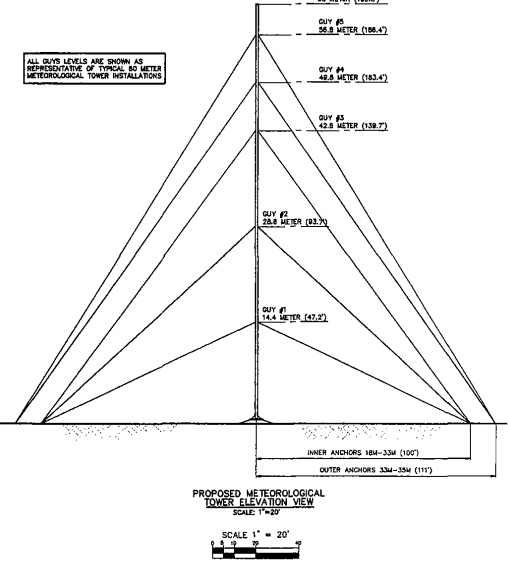 GUY #5
56.8 METER (186.4')
ALL GUYS LEVELS ARE SHOWN AS
REPRESENTATIVE OF TYPICAL 60 METER
METEOROLOGICAL TOWER INSTALLATIONS
GUY #4
49.8 METER (163.4')
GUY #3
42.6 METER (139.7')
GUY #2
28.6 METER (93.7')
GUY #1
14.4 METER (47.2')
INNER ANCHORS 18M-33M (100')
OUTER ANCHORS 33M-35M (111')
PROPOSED METEOROLOGICAL
TOWER ELEVATION VIEW
SCALE: 1"=20'
SCALE 1" = 20'
0 5 10 20 40